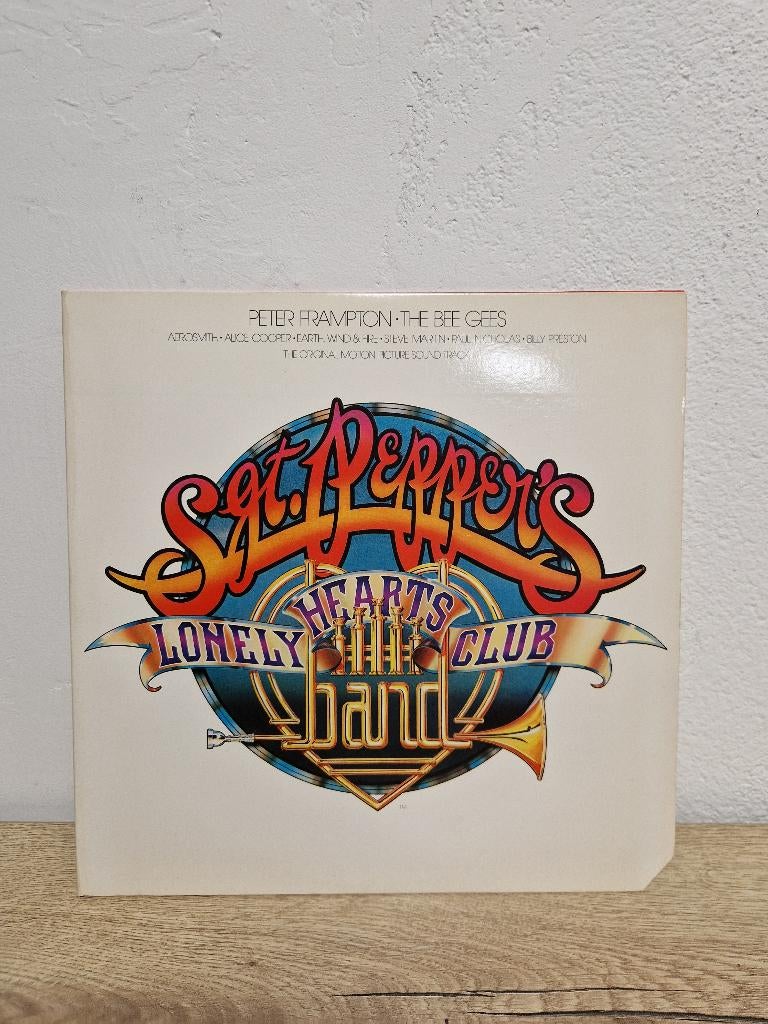 PETER FRAMPTON · THE BEE GEES
AEROSMITH · ALICE COOPER · EARTH, WIND & FIRE · STEVE MARTIN · PAUL NICHOLAS · BILLY PRESTON
THE ORIGINAL MOTION PICTURE SOUNDTRACK
Sgt. Pepper's
LONELY HEARTS CLUB
band